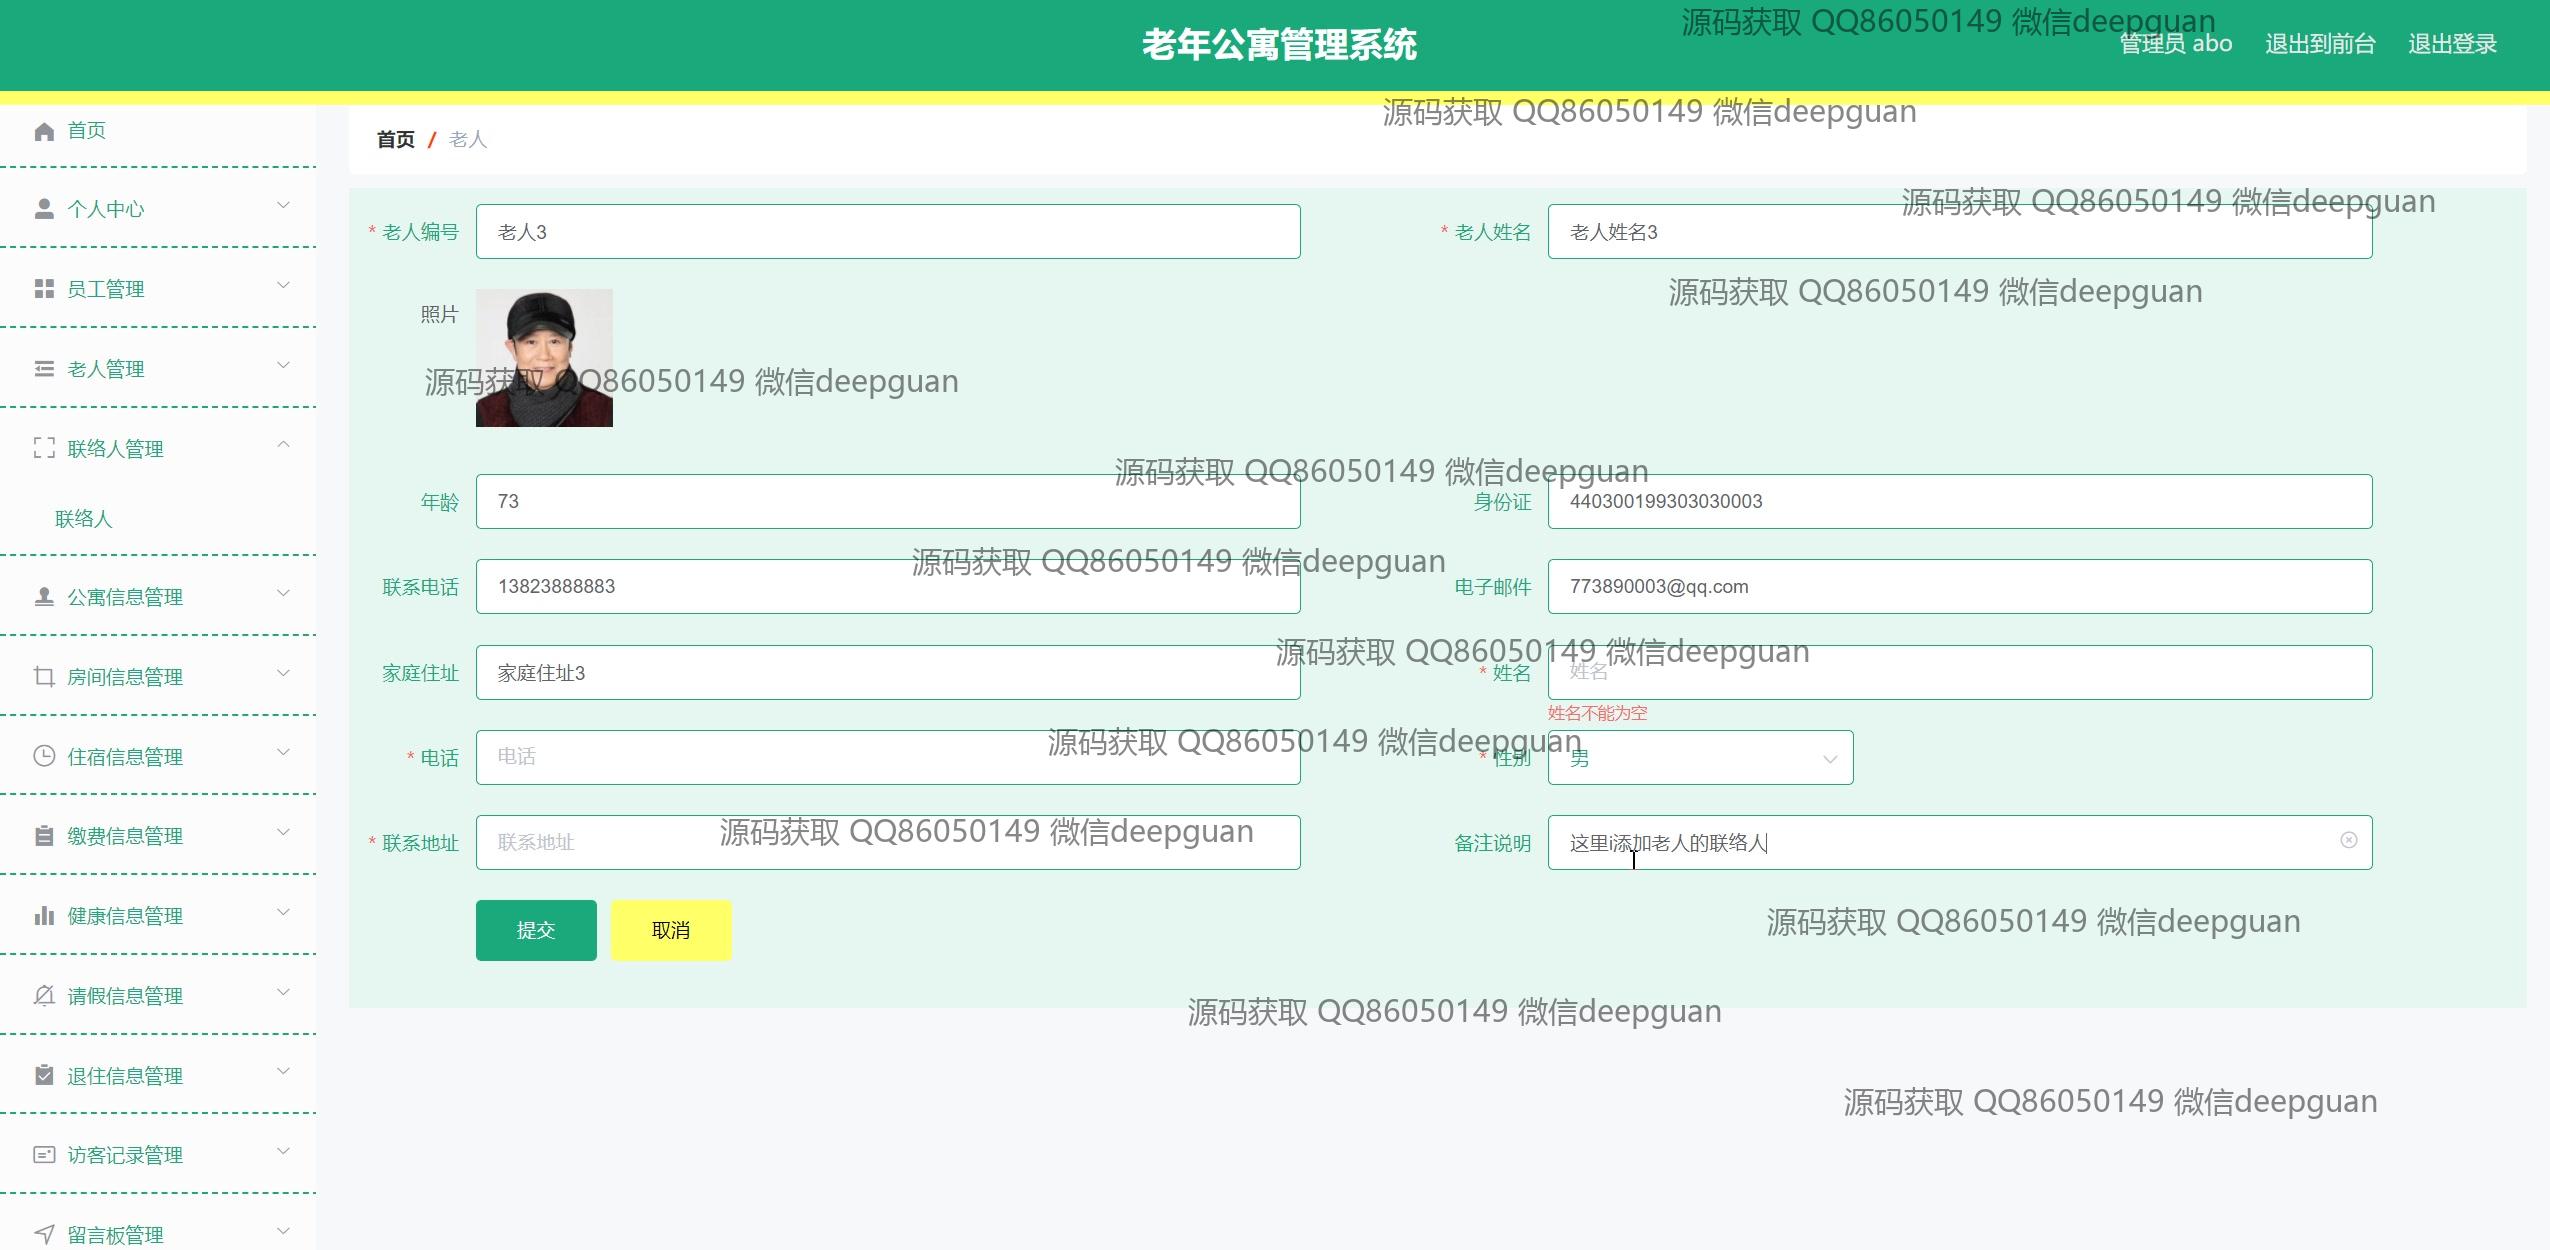 老年公寓管理系统
源码获取 QQ86050149 微信deepguan
管理员 abo 退出到前台 退出登录
源码获取 QQ86050149 微信deepguan
首页
首页 / 老人
源码获取 QQ86050149 微信deepguan
个人中心
* 老人编号 老人3
* 老人姓名 老人姓名3
员工管理
源码获取 QQ86050149 微信deepguan
照片
老人管理
源码获取 QQ86050149 微信deepguan
联络人管理
源码获取 QQ86050149 微信deepguan
年龄 73
身份证 440300199303030003
联络人
源码获取 QQ86050149 微信deepguan
联系电话 13823888883
电子邮件 773890003@qq.com
公寓信息管理
源码获取 QQ86050149 微信deepguan
家庭住址 家庭住址3
* 姓名 姓名
房间信息管理
姓名不能为空
源码获取 QQ86050149 微信deepguan
* 电话 电话
* 性别 男
住宿信息管理
源码获取 QQ86050149 微信deepguan
* 联系地址 联系地址
备注说明 这里i添加老人的联络人
缴费信息管理
提交 取消
源码获取 QQ86050149 微信deepguan
健康信息管理
请假信息管理
源码获取 QQ86050149 微信deepguan
退住信息管理
源码获取 QQ86050149 微信deepguan
访客记录管理
留言板管理